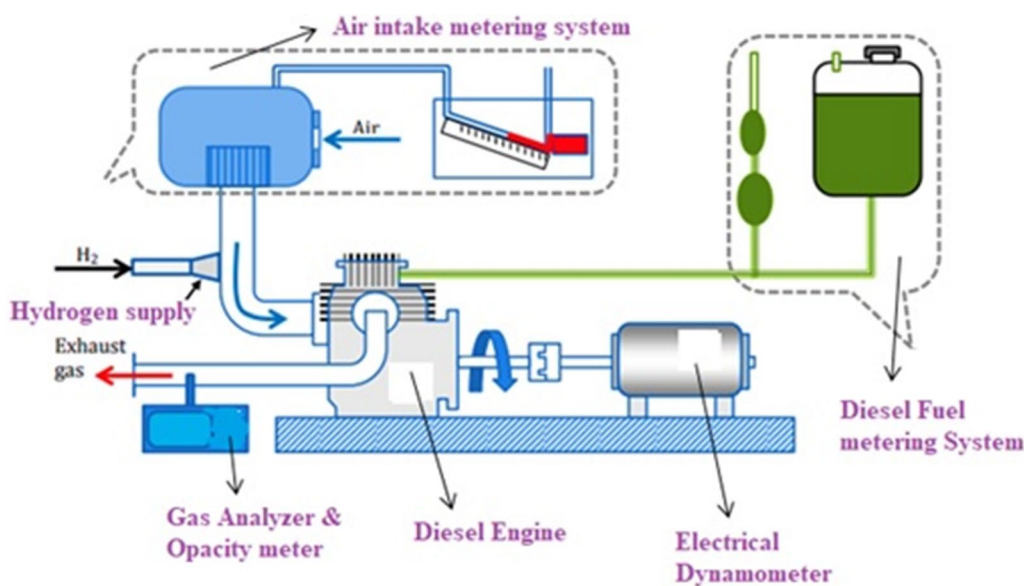 Air intake metering system
Air
H₂
Hydrogen supply
Exhaust
gas
Diesel Fuel
metering System
Gas Analyzer &
Opacity meter
Diesel Engine
Electrical
Dynamometer